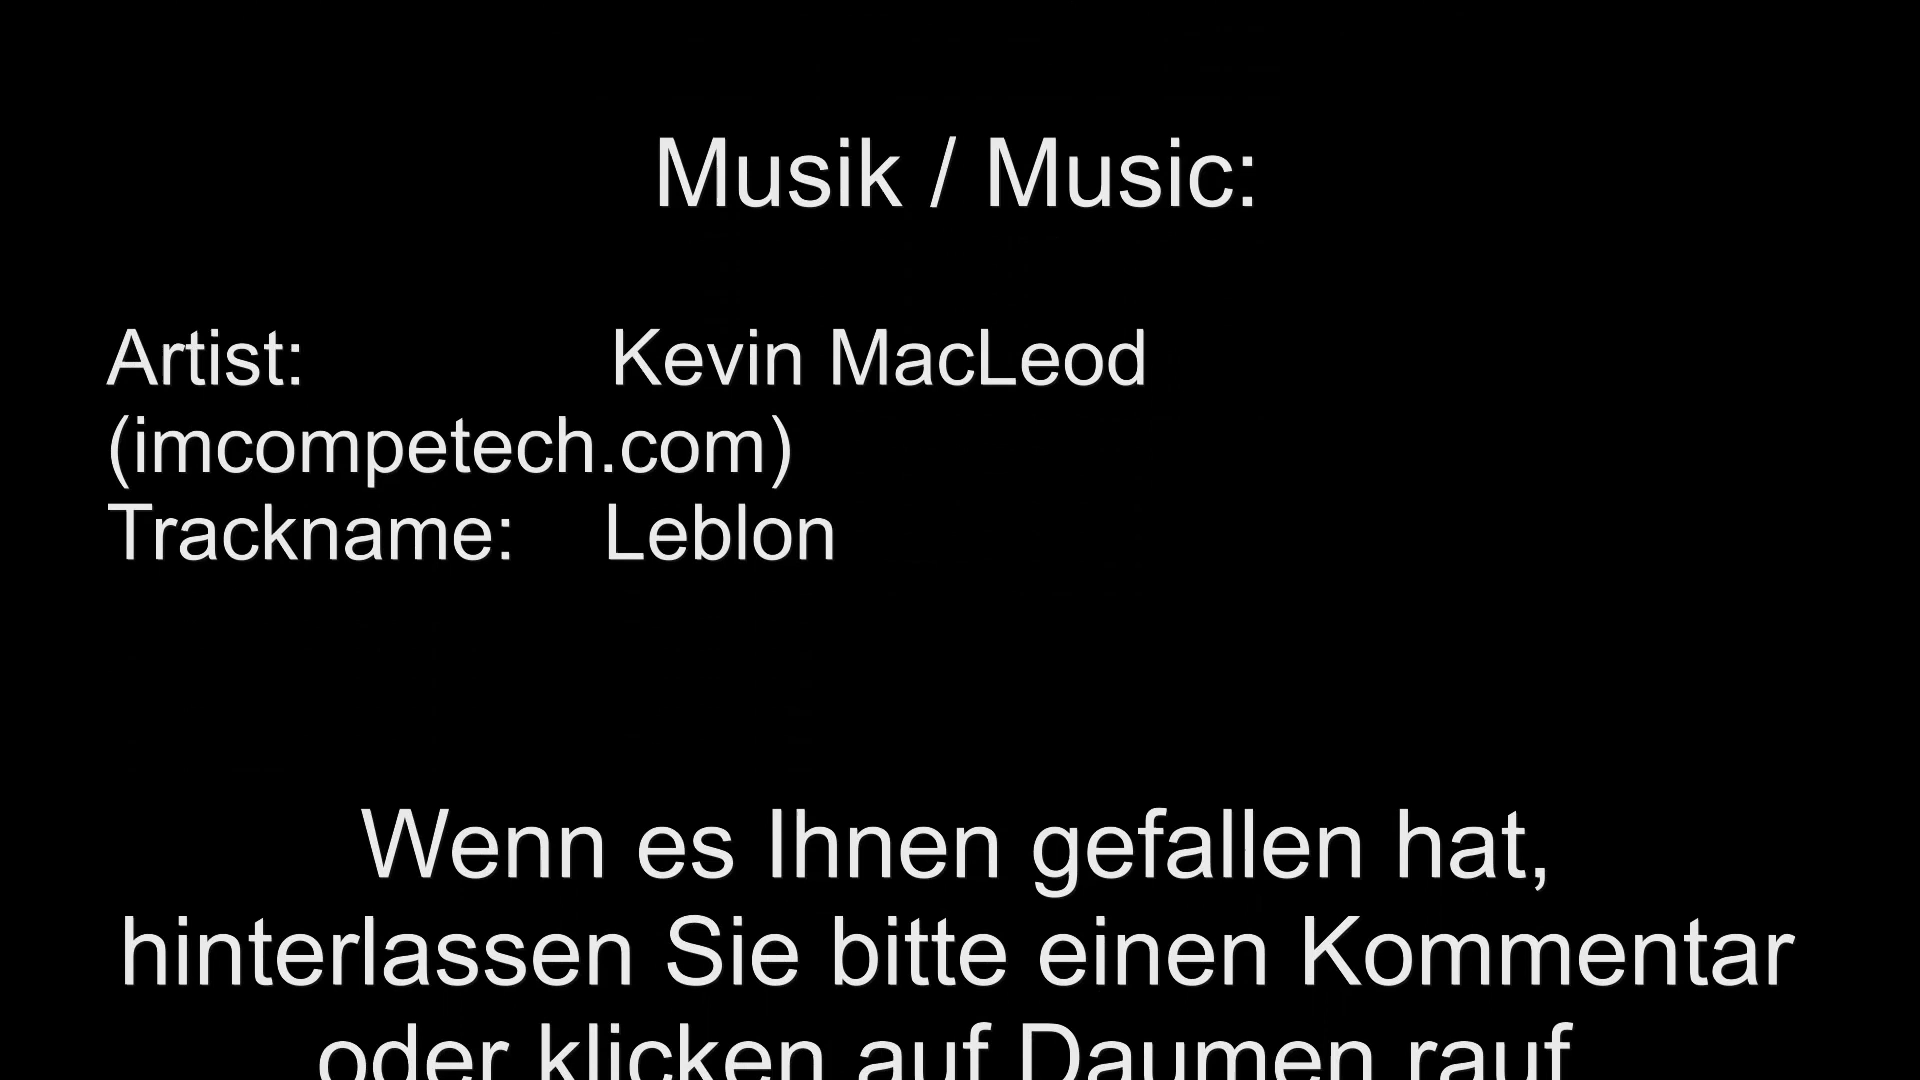 Musik / Music:
Artist: Kevin MacLeod
(imcompetech.com)
Trackname: Leblon
Wenn es Ihnen gefallen hat,
hinterlassen Sie bitte einen Kommentar
oder klicken auf Daumen rauf